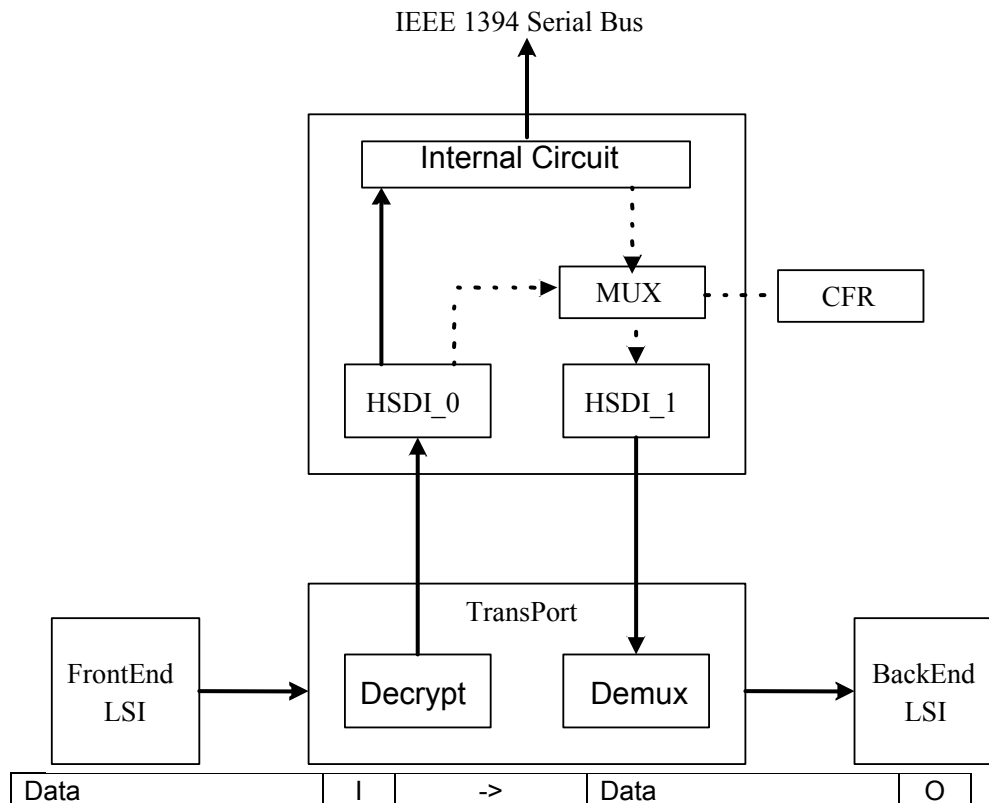 IEEE 1394 Serial Bus
Internal Circuit
MUX
CFR
HSDI_0
HSDI_1
TransPort
FrontEnd
LSI
Decrypt
Demux
BackEnd
LSI
Data I -> Data O